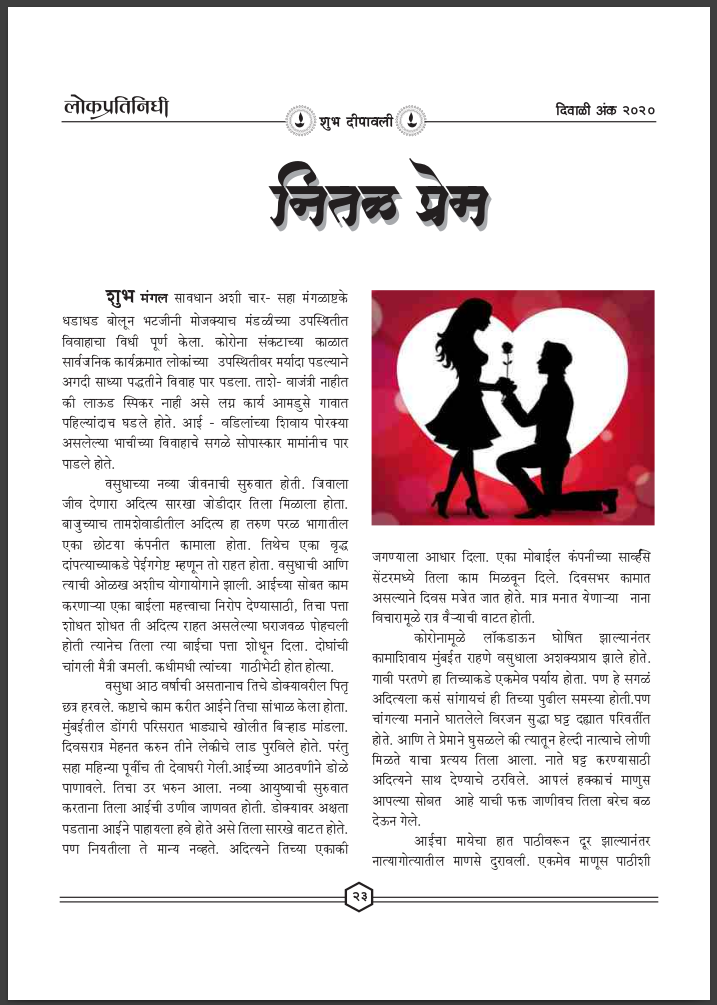 लोकप्रतिनिधी
शुभ दीपावली
दिवाळी अंक २०२०
नितळ प्रेम
शुभ मंगल सावधान अशी चार- सहा मंगळाष्टके
धडाधड बोलून भटजीनी मोजक्याच मंडळीच्या उपस्थितीत
विवाहाचा विधी पूर्ण केला. कोरोना संकटाच्या काळात
सार्वजनिक कार्यक्रमात लोकांच्या उपस्थितीवर मर्यादा पडल्याने
अगदी साध्या पद्धतीने विवाह पार पडला. ताशे- वाजंत्री नाहीत
की लाऊड स्पिकर नाही असे लग्न कार्य आमडुसे गावात
पहिल्यांदाच घडले होते. आई - वडिलांच्या शिवाय पोरक्या
असलेल्या भाचीच्या विवाहाचे सगळे सोपास्कार मामांनीच पार
पाडले होते.
वसुधाच्या नव्या जीवनाची सुरुवात होती. जिवाला
जीव देणारा अदित्य सारखा जोडीदार तिला मिळाला होता.
बाजुच्याच तामशेवाडीतील अदित्य हा तरुण परळ भागातील
एका छोटया कंपनीत कामाला होता. तिथेच एका वृद्ध
दांपत्याच्याकडे पेईंगगेष्ट म्हणून तो राहत होता. वसुधाची आणि
त्याची ओळख अशीच योगायोगाने झाली. आईच्या सोबत काम
करणाऱ्या एका बाईला महत्त्वाचा निरोप देण्यासाठी, तिचा पत्ता
शोधत शोधत ती अदित्य राहत असलेल्या घराजवळ पोहचली
होती त्यानेच तिला त्या बाईचा पत्ता शोधून दिला. दोघांची
चांगली मैत्री जमली. कधीमधी त्यांच्या गाठीभेटी होत होत्या.
वसुधा आठ वर्षाची असतानाच तिचे डोक्यावरील पितृ
छत्र हरवले. कष्टाचे काम करीत आईने तिचा सांभाळ केला होता.
मुंबईतील डोंगरी परिसरात भाड्याचे खोलीत बिऱ्हाड मांडला.
दिवसरात्र मेहनत करुन तीने लेकीचे लाड पुरविले होते. परंतु
सहा महिन्या पूर्वीच ती देवाघरी गेली.आईच्या आठवणीने डोळे
पाणावले. तिचा उर भरुन आला. नव्या आयुष्याची सुरुवात
करताना तिला आईची उणीव जाणवत होती. डोक्यावर अक्षता
पडताना आईने पाहायला हवे होते असे तिला सारखे वाटत होते.
पण नियतीला ते मान्य नव्हते. अदित्यने तिच्या एकाकी
जगण्याला आधार दिला. एका मोबाईल कंपनीच्या सार्व्हिस
सेंटरमध्ये तिला काम मिळवून दिले. दिवसभर कामात
असल्याने दिवस मजेत जात होते. मात्र मनात येणाऱ्या नाना
विचारामूळे रात्र वैऱ्याची वाटत होती.
कोरोनामूळे लॉकडाऊन घोषित झाल्यानंतर
कामाशिवाय मुंबईत राहणे वसुधाला अशक्यप्राय झाले होते.
गावी परतणे हा तिच्याकडे एकमेव पर्याय होता. पण हे सगळं
अदित्यला कसं सांगायचं ही तिच्या पुढील समस्या होती.पण
चांगल्या मनाने घातलेले विरजन सुद्धा घट्ट दह्यात परिवर्तीत
होते. आणि ते प्रेमाने घुसळले की त्यातून हेल्दी नात्याचे लोणी
मिळते याचा प्रत्यय तिला आला. नाते घट्ट करण्यासाठी
अदित्यने साथ देण्याचे ठरविले. आपलं हक्काचं माणुस
आपल्या सोबत आहे याची फक्त जाणीवच तिला बरेच बळ
देऊन गेले.
आईचा मायेचा हात पाठीवरून दूर झाल्यानंतर
नात्यागोत्यातील माणसे दुरावली. एकमेव माणूस पाठीशी
२३